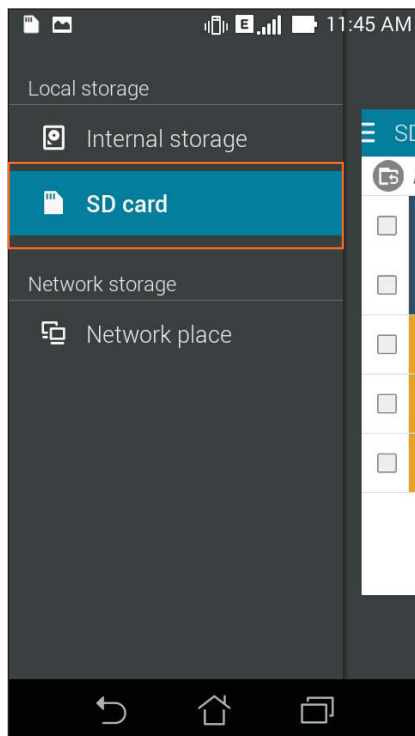 E 11:45 AM
Local storage
Internal storage
SD card
Network storage
Network place